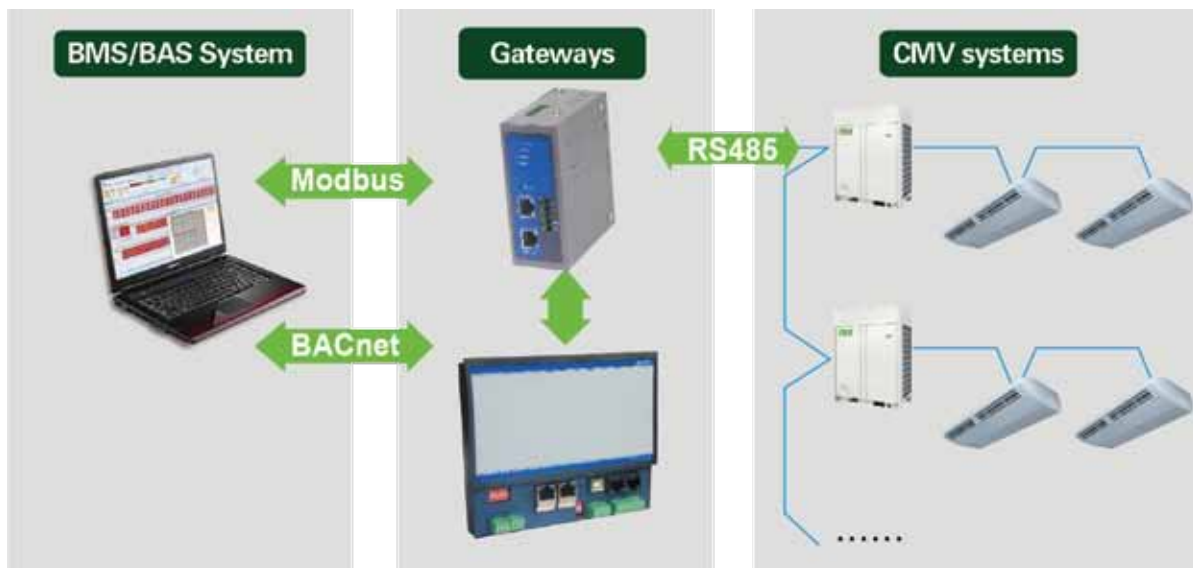 BMS/BAS System
Gateways
CMV systems
Modbus
RS485
BACnet
......